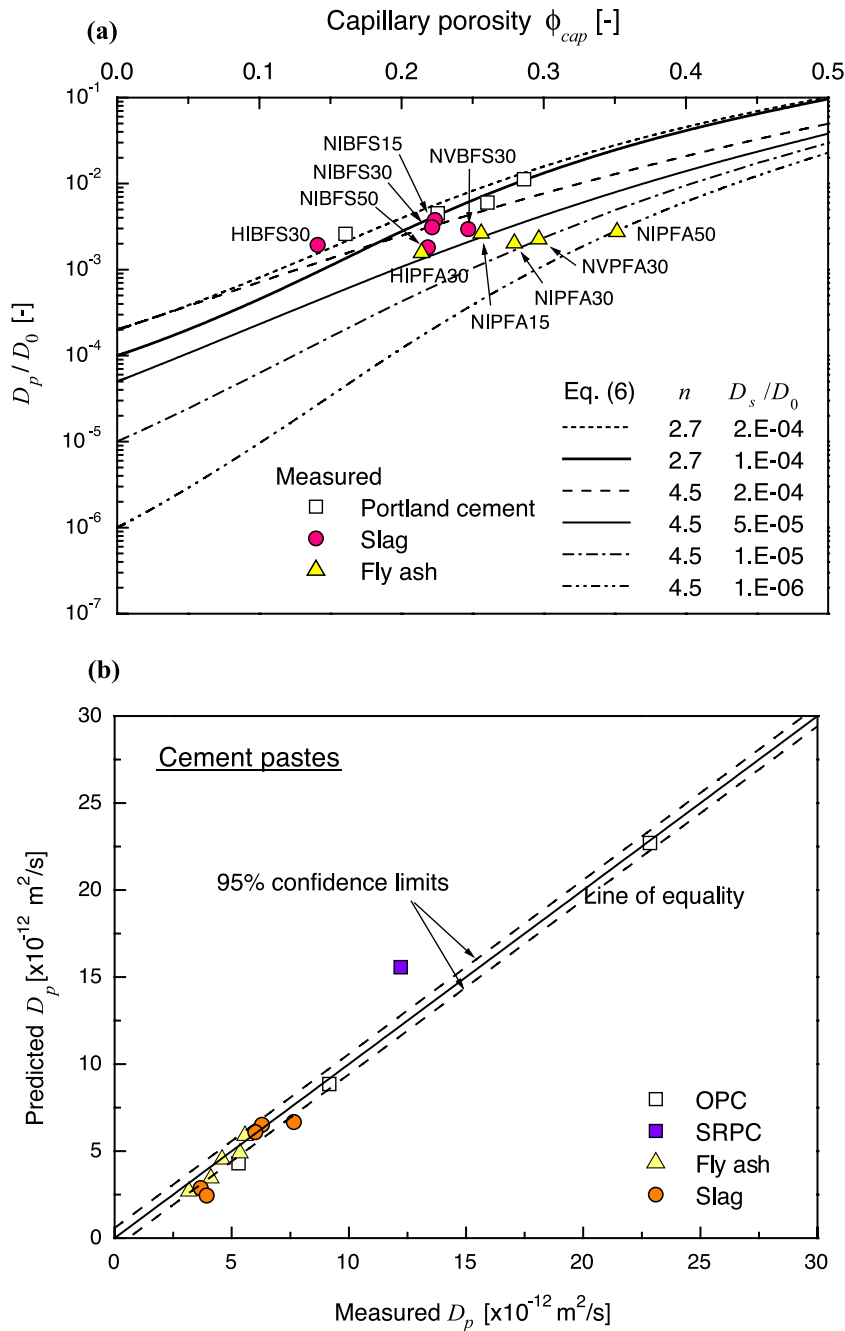 (a)
Capillary porosity ϕcap [-]
0.0 0.1 0.2 0.3 0.4 0.5
10-1
10-2
10-3
10-4
10-5
10-6
10-7
Dp/D0 [-]
NIBFS15
NIBFS30
NVBFS30
NIBFS50
HIBFS30
NIPFA50
HIPFA30
NVPFA30
NIPFA30
NIPFA15
Eq. (6) n Ds/D0
2.7 2.E-04
2.7 1.E-04
4.5 2.E-04
4.5 5.E-05
4.5 1.E-05
4.5 1.E-06
Measured
Portland cement
Slag
Fly ash
(b)
30
25
20
15
10
5
0
Predicted Dp [x10-12 m2/s]
Cement pastes
95% confidence limits
Line of equality
OPC
SRPC
Fly ash
Slag
0 5 10 15 20 25 30
Measured Dp [x10-12 m2/s]